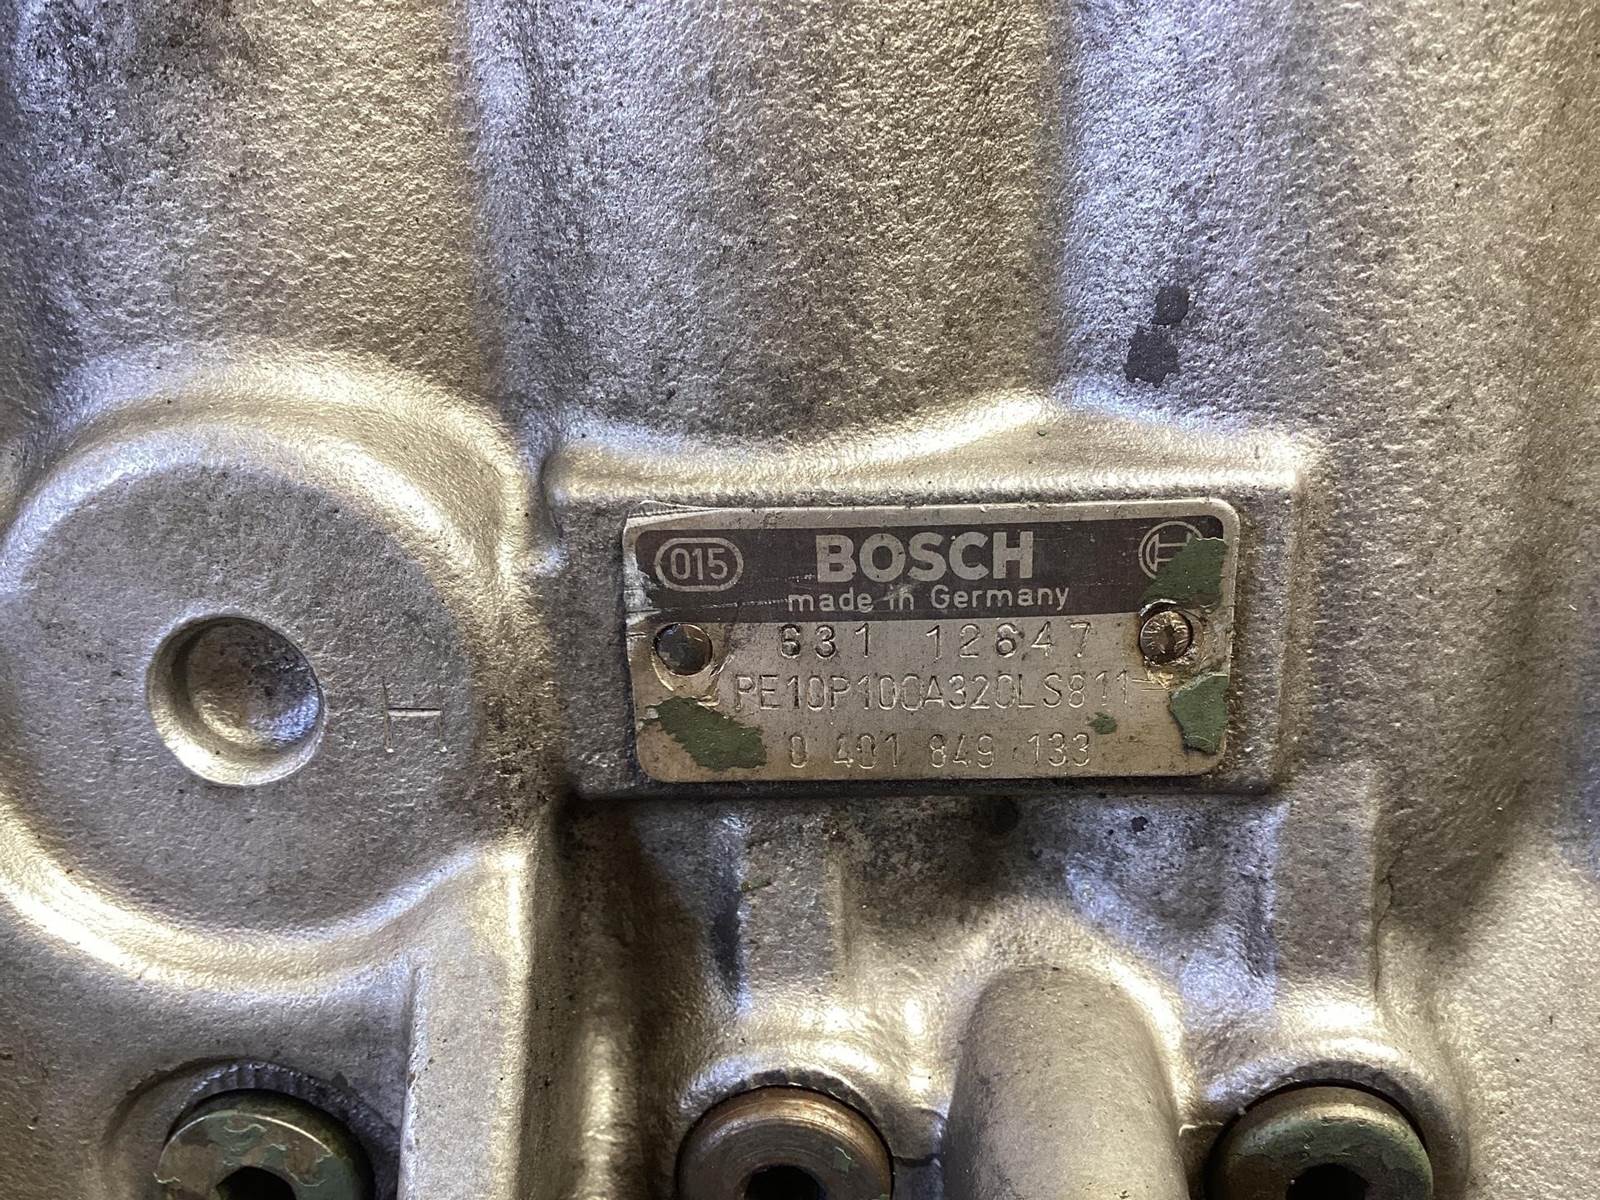 015 BOSCH
made in Germany
631 12647
PE10P100A320LS811
0 401 849 133
H